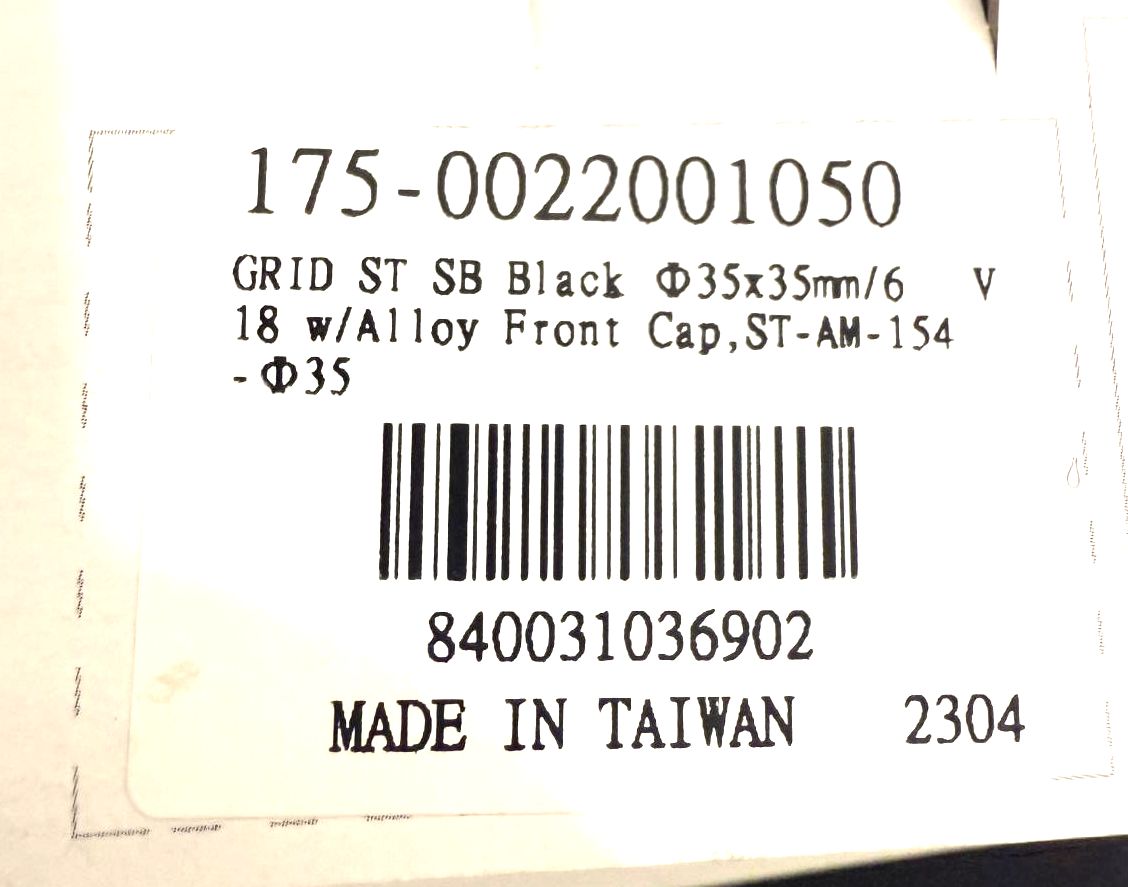 175-0022001050
GRID ST SB Black Φ35x35mm/6 V
18 w/Alloy Front Cap,ST-AM-154
-Φ35
840031036902
MADE IN TAIWAN 2304